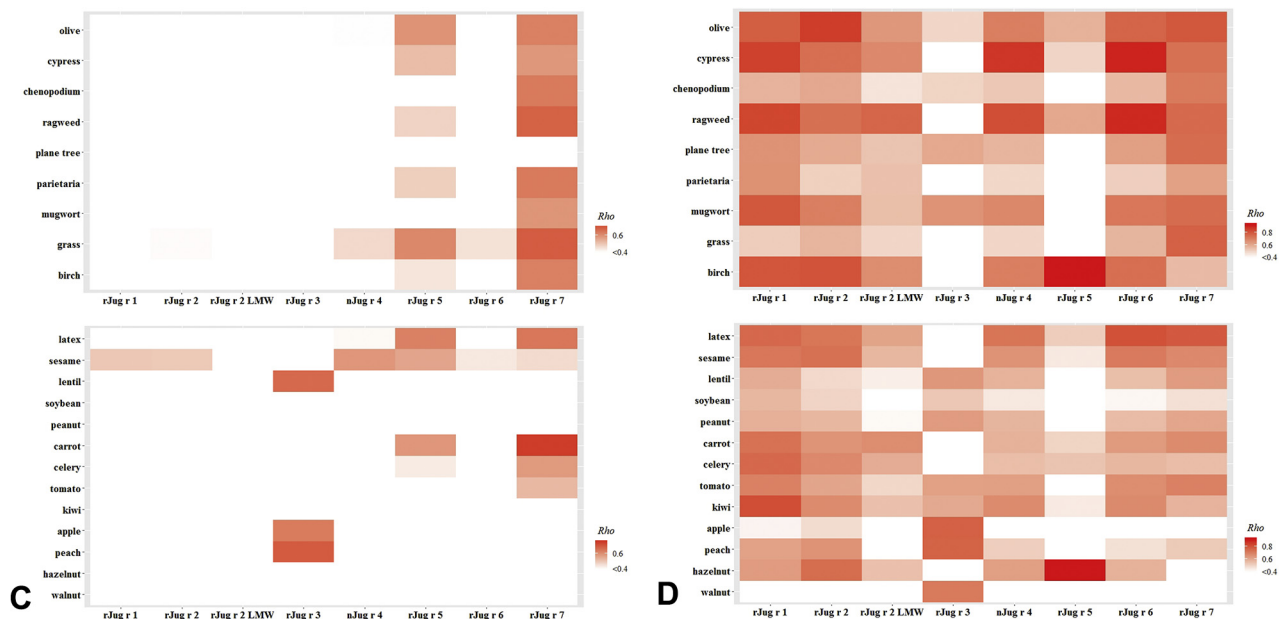 olive
cypress
chenopodium
ragweed
plane tree
parietaria
mugwort
grass
birch
rJug r 1 rJug r 2 rJug r 2 LMW rJug r 3 nJug r 4 rJug r 5 rJug r 6 rJug r 7
Rho
0.6
<0.4
latex
sesame
lentil
soybean
peanut
carrot
celery
tomato
kiwi
apple
peach
hazelnut
walnut
rJug r 1 rJug r 2 rJug r 2 LMW rJug r 3 nJug r 4 rJug r 5 rJug r 6 rJug r 7
Rho
0.6
<0.4
C
olive
cypress
chenopodium
ragweed
plane tree
parietaria
mugwort
grass
birch
rJug r 1 rJug r 2 rJug r 2 LMW rJug r 3 nJug r 4 rJug r 5 rJug r 6 rJug r 7
Rho
0.8
0.6
<0.4
latex
sesame
lentil
soybean
peanut
carrot
celery
tomato
kiwi
apple
peach
hazelnut
walnut
rJug r 1 rJug r 2 rJug r 2 LMW rJug r 3 nJug r 4 rJug r 5 rJug r 6 rJug r 7
Rho
0.8
0.6
<0.4
D